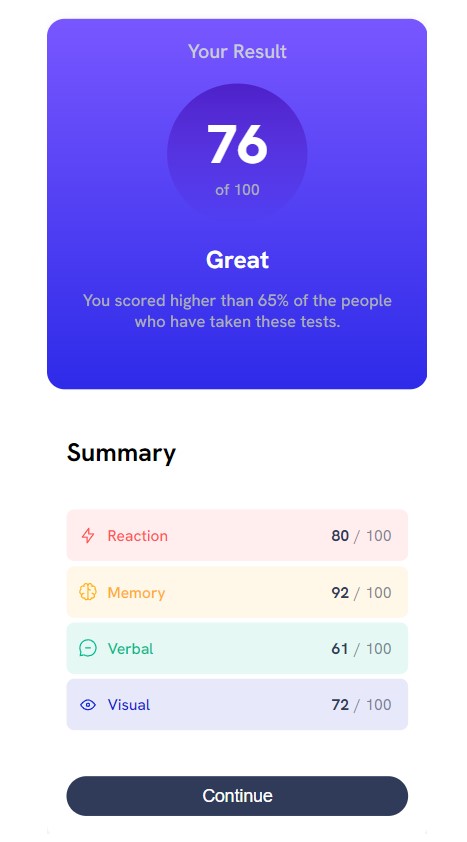 Your Result
76
of 100
Great
You scored higher than 65% of the people
who have taken these tests.
Summary
Reaction 80 / 100
Memory 92 / 100
Verbal 61 / 100
Visual 72 / 100
Continue